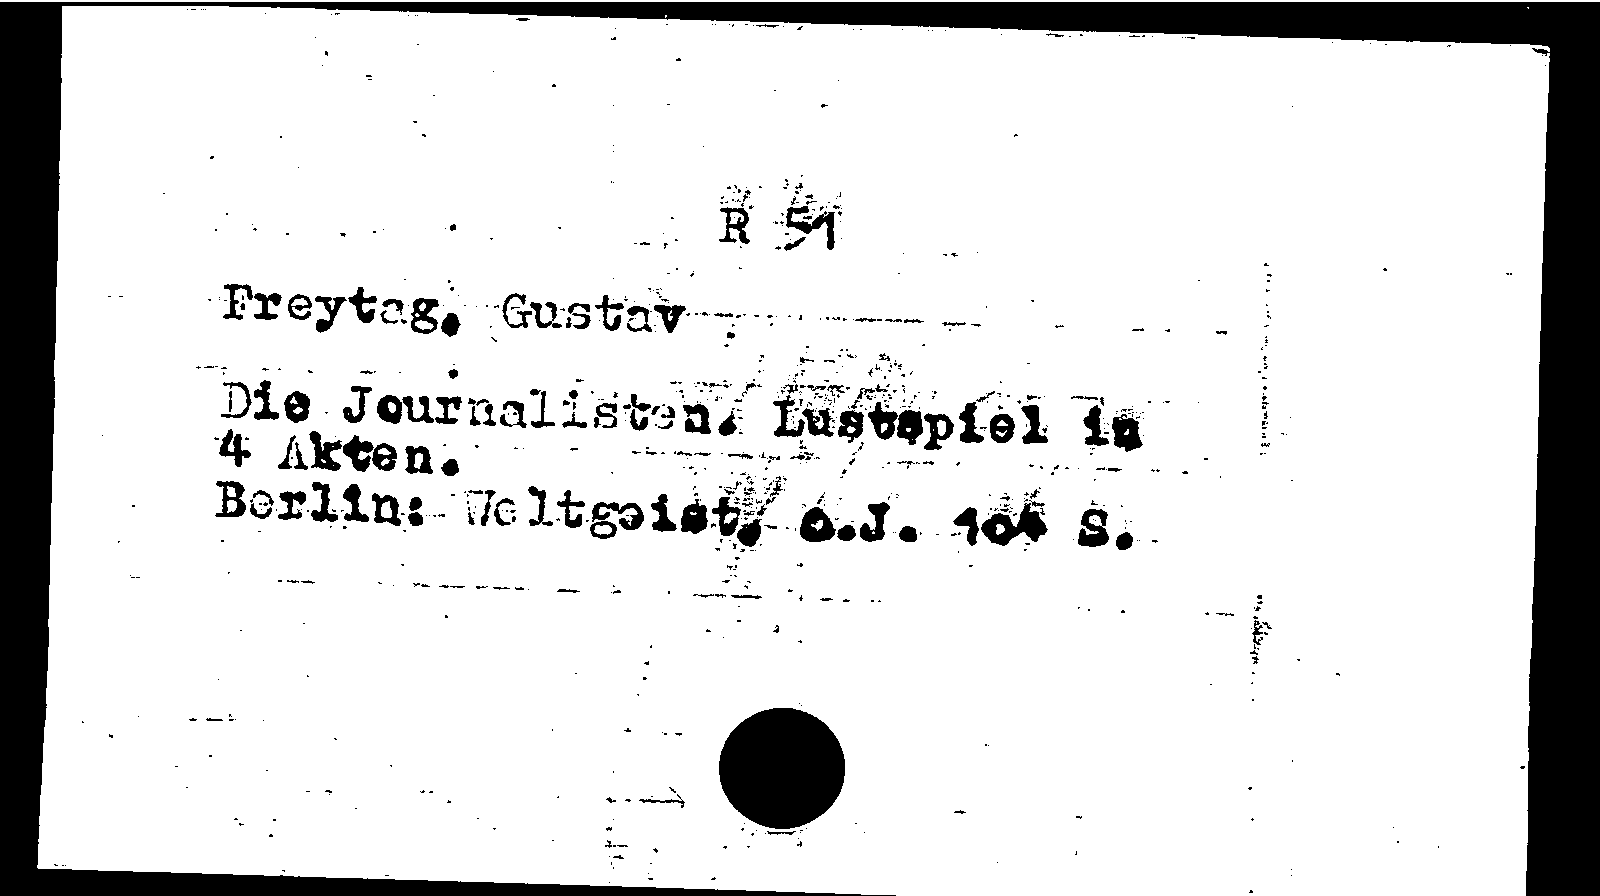 R 51
Freytag, Gustav
Die Journalisten. Lustspiel in
4 Akten.
Berlin: Weltgeist, o.J. 104 S.